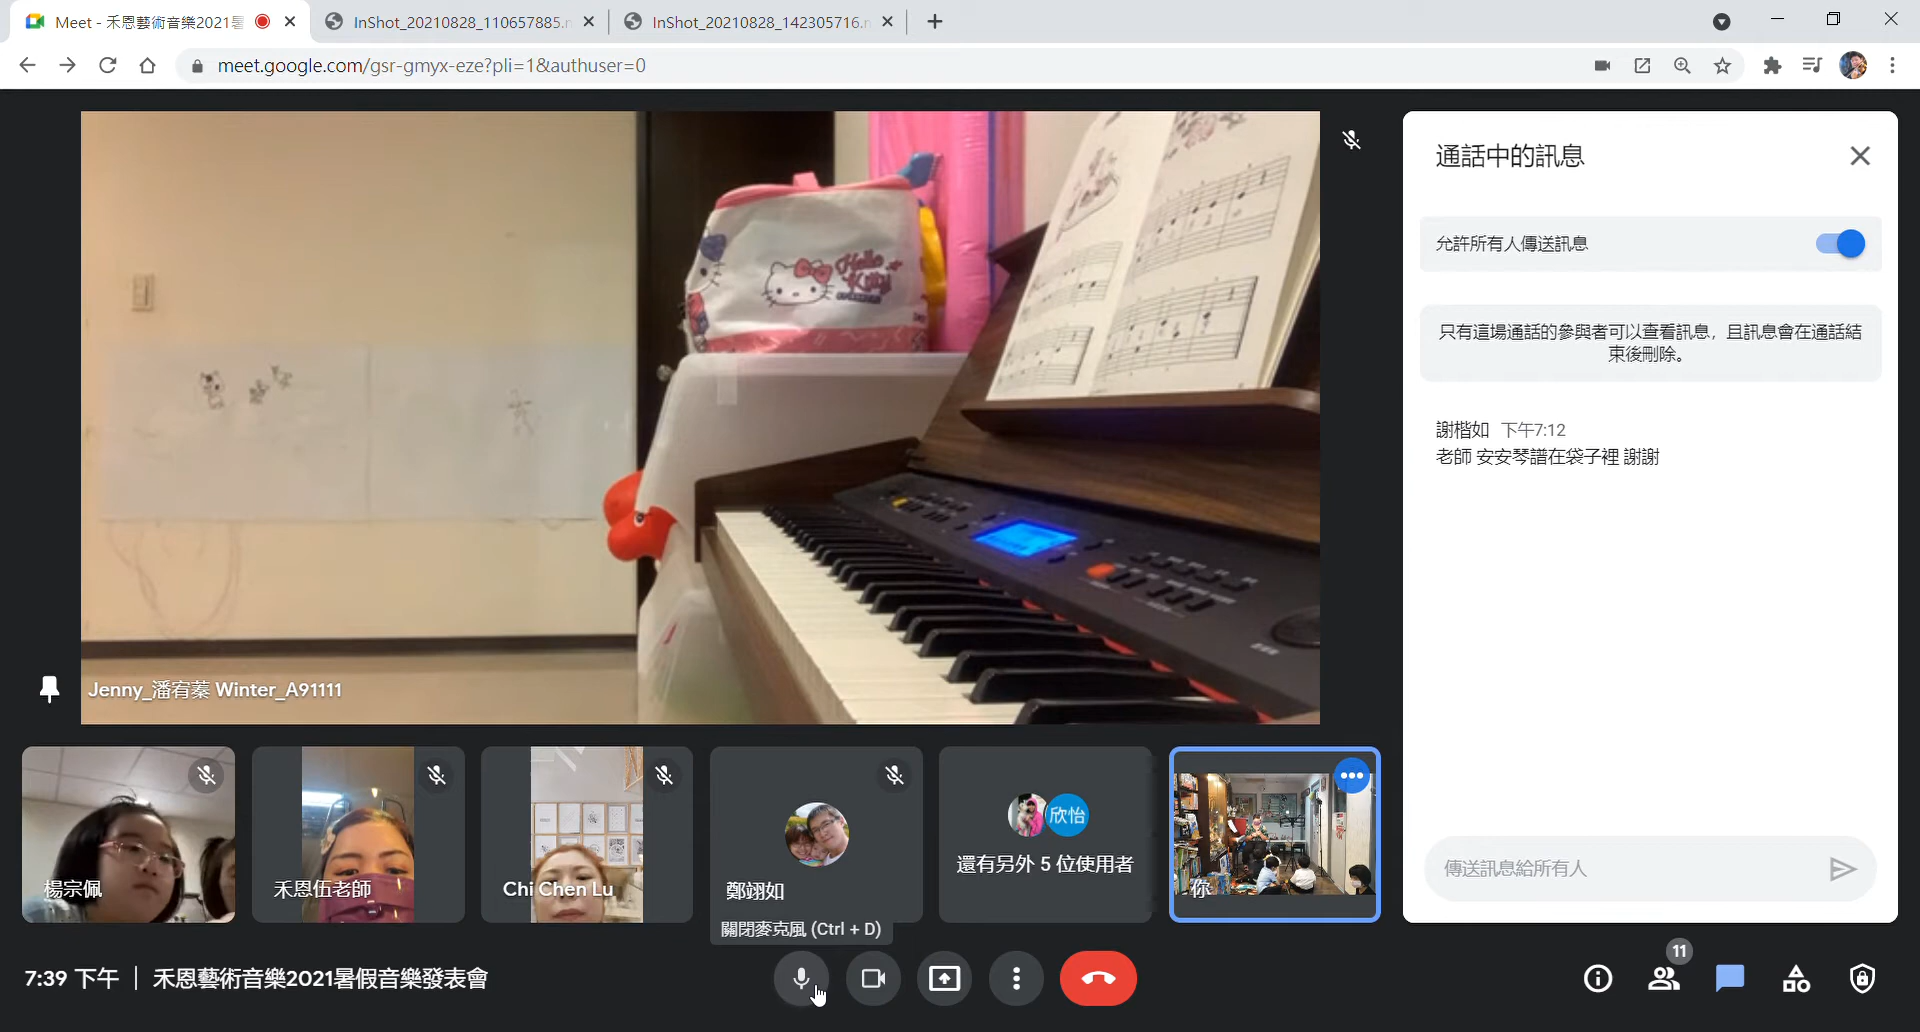 Meet - 禾恩藝術音樂2021暑
InShot_20210828_110657885.m
InShot_20210828_142305716.m
meet.google.com/gsr-gmyx-eze?pli=1&authuser=0
Hello
Kitty
Jenny_潘宥蓁 Winter_A91111
通話中的訊息
允許所有人傳送訊息
只有這場通話的參與者可以查看訊息，且訊息會在通話結
束後刪除。
謝楷如 下午7:12
老師 安安琴譜在袋子裡 謝謝
傳送訊息給所有人
楊宗佩
禾恩伍老師
Chi Chen Lu
鄭翊如
欣怡
還有另外 5 位使用者
你
關閉麥克風 (Ctrl + D)
7:39 下午
禾恩藝術音樂2021暑假音樂發表會
11